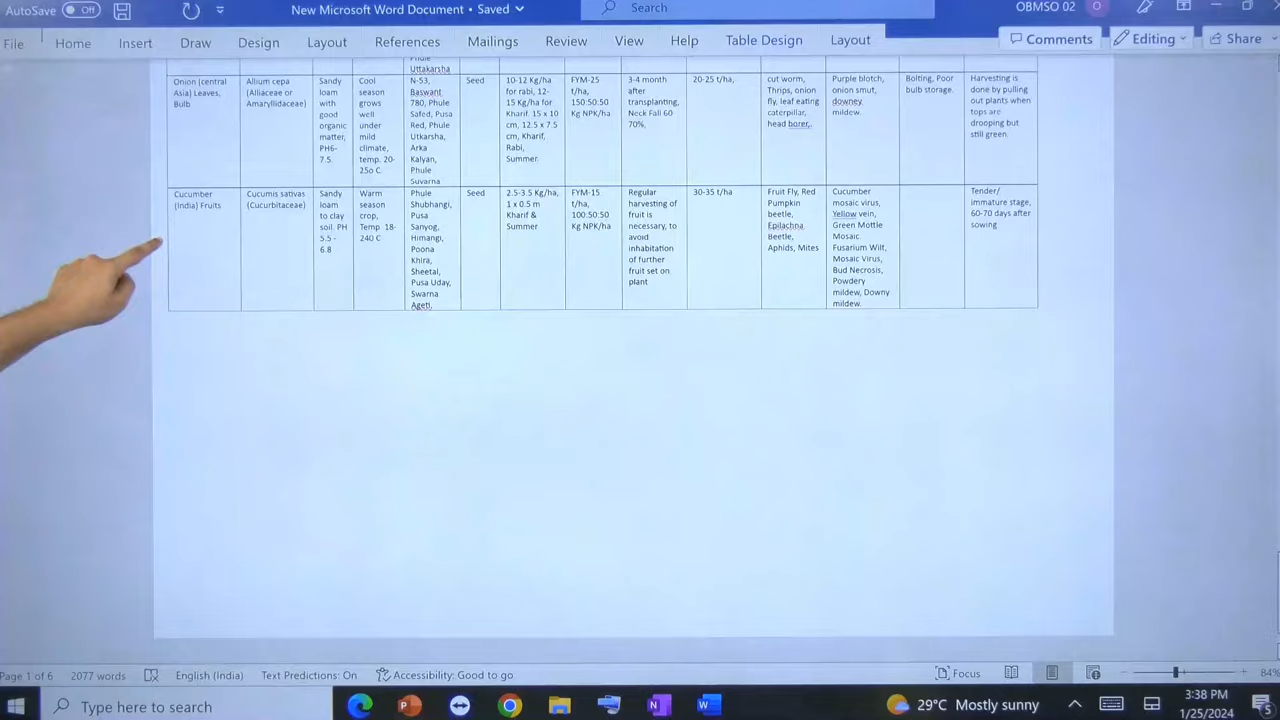 AutoSave Off
New Microsoft Word Document • Saved
Search
OBMSO 02
O
File Home Insert Draw Design Layout References Mailings Review View Help Table Design Layout
Comments Editing Share
Phule
Uttakarsha
Onion (central
Asia) Leaves,
Bulb
Allium cepa
(Alliaceae or
Amaryllidaceae)
Sandy
loam
with
good
organic
matter,
PH6-
7.5.
Cool
season
grows
well
under
mild
climate,
temp. 20-
25o C.
N-53,
Baswant
780, Phule
Safed, Pusa
Red, Phule
Utkarsha,
Arka
Kalyan,
Phule
Suvarna
Seed
10-12 Kg/ha
for rabi, 12-
15 Kg/ha for
Kharif. 15 x 10
cm, 12.5 x 7.5
cm, Kharif,
Rabi,
Summer.
FYM-25
t/ha,
150:50:50
Kg NPK/ha
3-4 month
after
transplanting,
Neck Fall 60
70%,
20-25 t/ha,
cut worm,
Thrips, onion
fly, leaf eating
caterpillar,
head borer,.
Purple blotch,
onion smut,
downey
mildew.
Bolting, Poor
bulb storage.
Harvesting is
done by pulling
out plants when
tops are
drooping but
still green.
Cucumber
(India) Fruits
Cucumis sativas
(Cucurbitaceae)
Sandy
loam
to clay
soil. PH
5.5 -
6.8
Warm
season
crop,
Temp 18-
240 C
Phule
Shubhangi,
Pusa
Sanyog,
Himangi,
Poona
Khira,
Sheetal,
Pusa Uday,
Swarna
Ageti,
Seed
2.5-3.5 Kg/ha,
1 x 0.5 m
Kharif &
Summer
FYM-15
t/ha,
100:50:50
Kg NPK/ha
Regular
harvesting of
fruit is
necessary, to
avoid
inhabitation
of further
fruit set on
plant
30-35 t/ha
Fruit Fly, Red
Pumpkin
beetle,
Epilachna
Beetle,
Aphids, Mites
Cucumber
mosaic virus,
Yellow vein,
Green Mottle
Mosaic
Fusarium Wilt,
Mosaic Virus,
Bud Necrosis,
Powdery
mildew, Downy
mildew.
Tender/
immature stage,
60-70 days after
sowing
Page 1 of 6 2077 words English (India) Text Predictions: On Accessibility: Good to go Focus 84%
Type here to search
29°C Mostly sunny
3:38 PM
1/25/2024
5